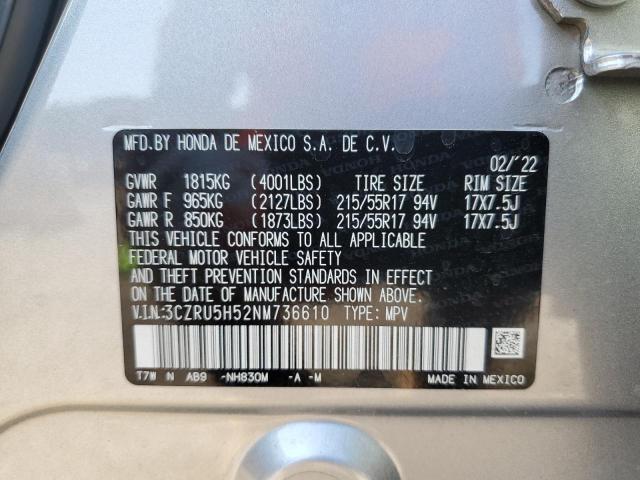 MFD.BY HONDA DE MEXICO S.A. DE C.V.
02/'22
GVWR 1815KG (4001LBS) TIRE SIZE RIM SIZE
GAWR F 965KG (2127LBS) 215/55R17 94V 17X7.5J
GAWR R 850KG (1873LBS) 215/55R17 94V 17X7.5J
THIS VEHICLE CONFORMS TO ALL APPLICABLE
FEDERAL MOTOR VEHICLE SAFETY
AND THEFT PREVENTION STANDARDS IN EFFECT
ON THE DATE OF MANUFACTURE SHOWN ABOVE.
V.I.N.:3CZRU5H52NM736610 TYPE: MPV
T7W N AB9 -NH830M -A -M
MADE IN MEXICO